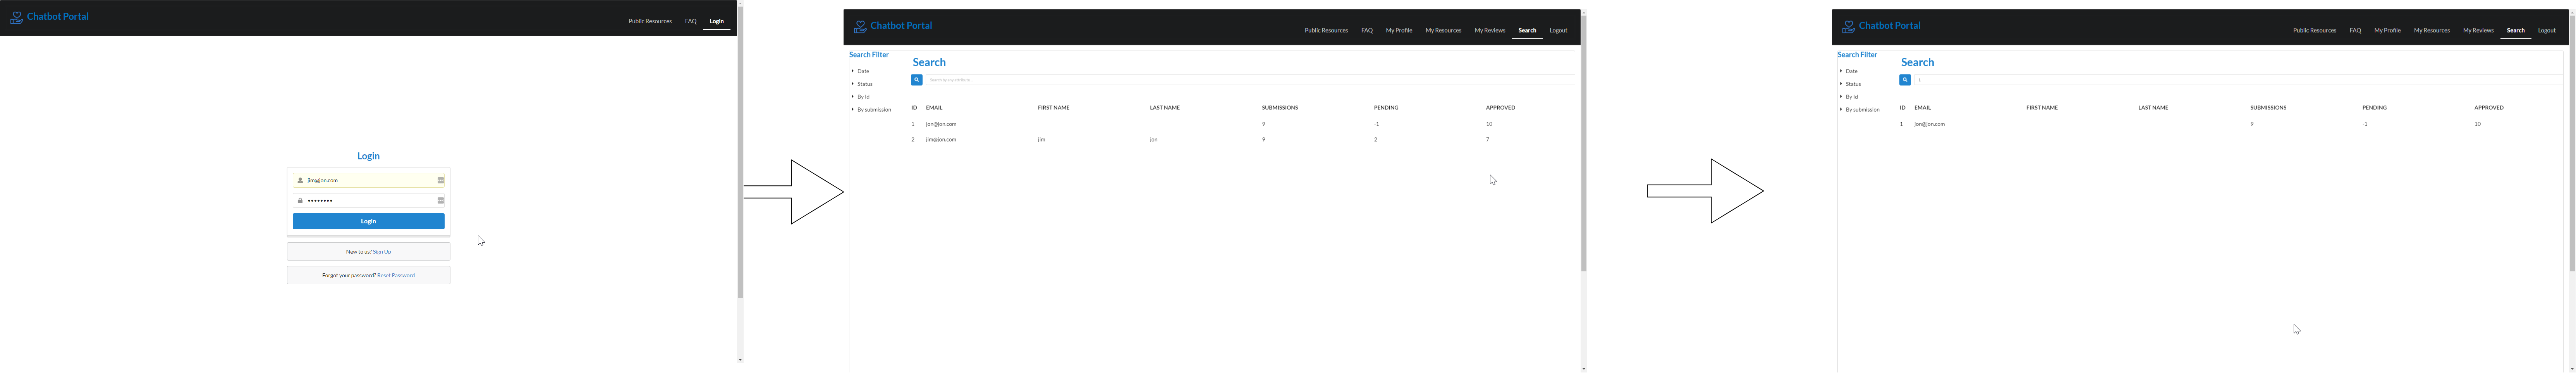 Chatbot Portal
Public Resources FAQ Login
Login
jim@jon.com
••••••••
Login
New to us? Sign Up
Forgot your password? Reset Password
Chatbot Portal
Public Resources FAQ My Profile My Resources My Reviews Search Logout
Search Filter
Date
Status
By Id
By submission
Search
Search by any attribute...
ID EMAIL FIRST NAME LAST NAME SUBMISSIONS PENDING APPROVED
1 jon@jon.com 9 -1 10
2 jim@jon.com jim jon 9 2 7
Chatbot Portal
Public Resources FAQ My Profile My Resources My Reviews Search Logout
Search Filter
Date
Status
By Id
By submission
Search
ID EMAIL FIRST NAME LAST NAME SUBMISSIONS PENDING APPROVED
1 jon@jon.com 9 -1 10